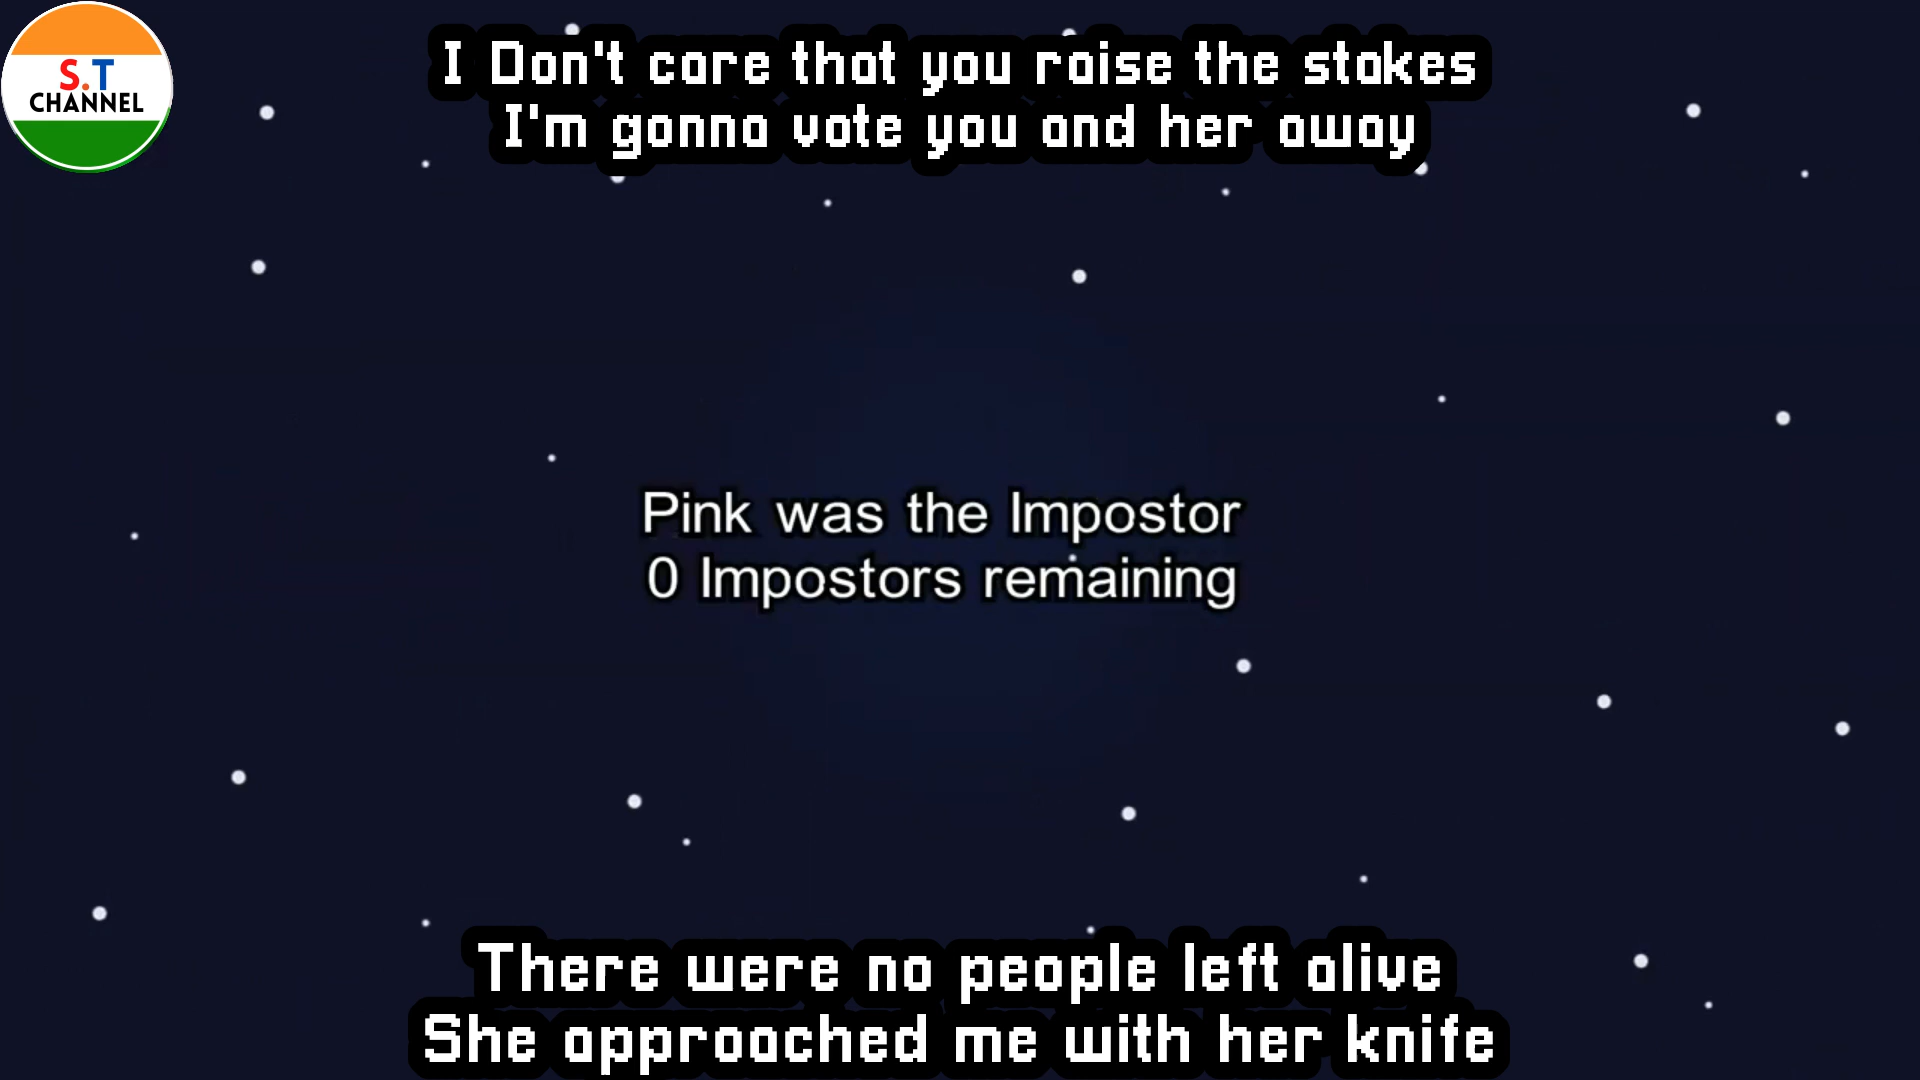 S.T
CHANNEL
I Don't care that you raise the stakes
I'm gonna vote you and her away
Pink was the Impostor
0 Impostors remaining
There were no people left alive
She approached me with her knife